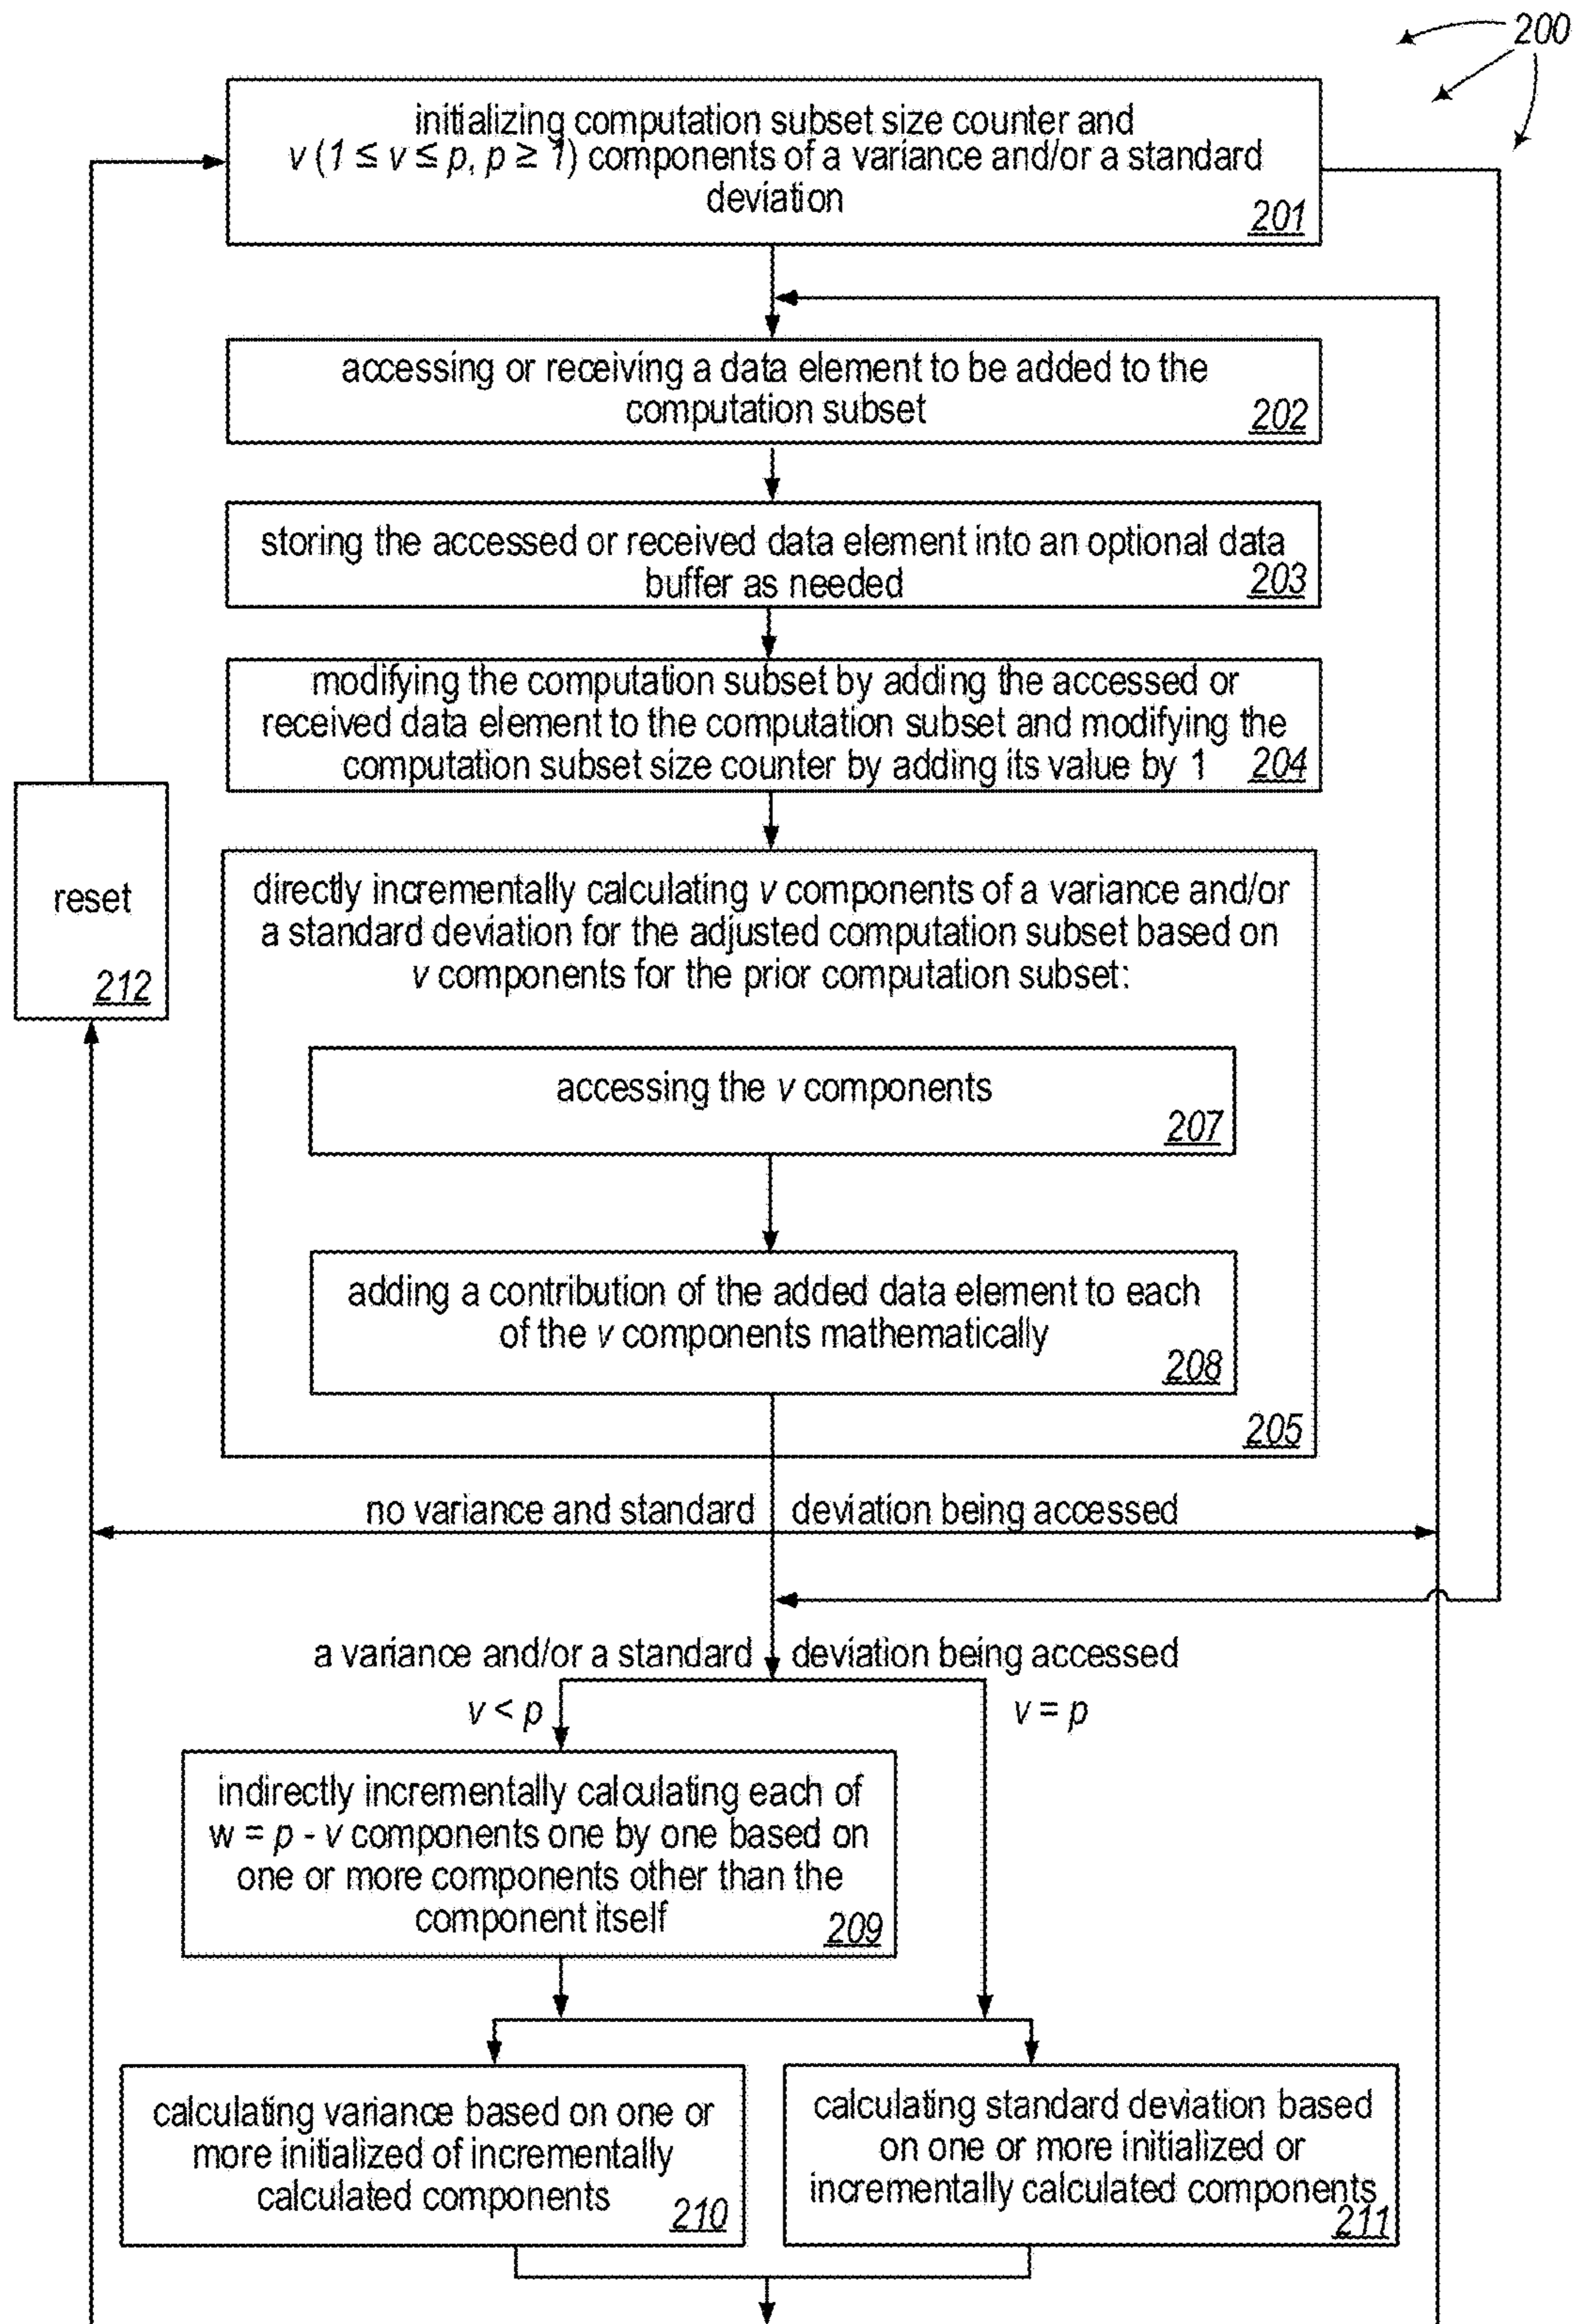 200
initializing computation subset size counter and
v (1 ≤ v ≤ p, p ≥ 1) components of a variance and/or a standard
deviation
201
accessing or receiving a data element to be added to the
computation subset
202
storing the accessed or received data element into an optional data
buffer as needed
203
modifying the computation subset by adding the accessed or
received data element to the computation subset and modifying the
computation subset size counter by adding its value by 1
204
reset
212
directly incrementally calculating v components of a variance and/or
a standard deviation for the adjusted computation subset based on
v components for the prior computation subset:
accessing the v components
207
adding a contribution of the added data element to each
of the v components mathematically
208
205
no variance and standard deviation being accessed
a variance and/or a standard deviation being accessed
v < p
v = p
indirectly incrementally calculating each of
w = p - v components one by one based on
one or more components other than the
component itself
209
calculating variance based on one or
more initialized of incrementally
calculated components
210
calculating standard deviation based
on one or more initialized or
incrementally calculated components
211